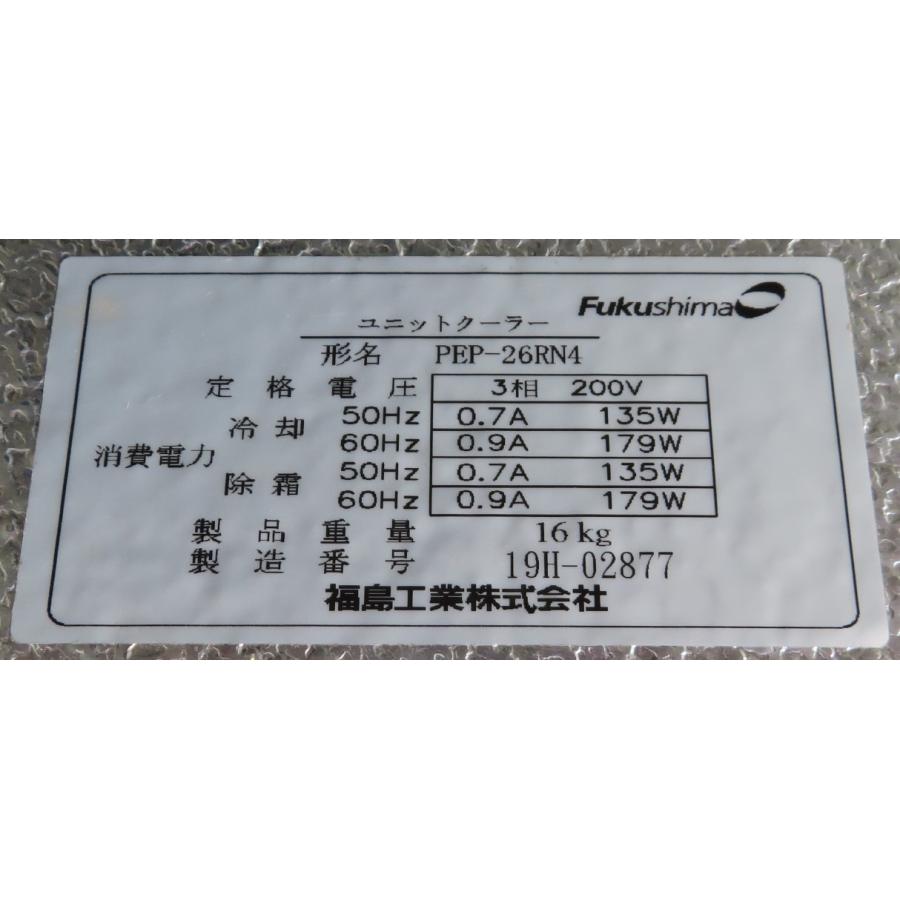 Fukushima
ユニットクーラー
形名 PEP-26RN4
定格電圧 3相 200V
消費電力 冷却 50Hz 0.7A 135W
60Hz 0.9A 179W
除霜 50Hz 0.7A 135W
60Hz 0.9A 179W
製品重量 16kg
製造番号 19H-02877
福島工業株式会社